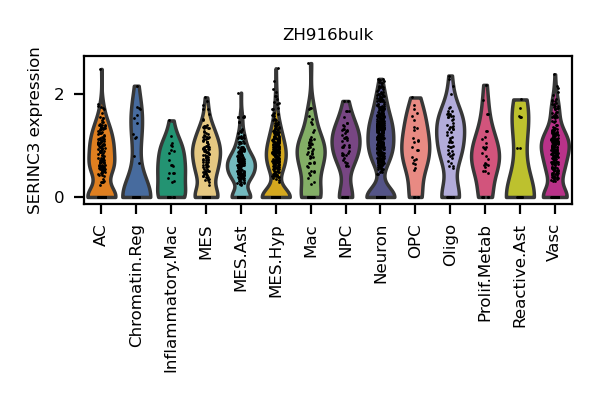 ZH916bulk
SERINC3 expression
2
0
AC
Chromatin.Reg
Inflammatory.Mac
MES
MES.Ast
MES.Hyp
Mac
NPC
Neuron
OPC
Oligo
Prolif.Metab
Reactive.Ast
Vasc